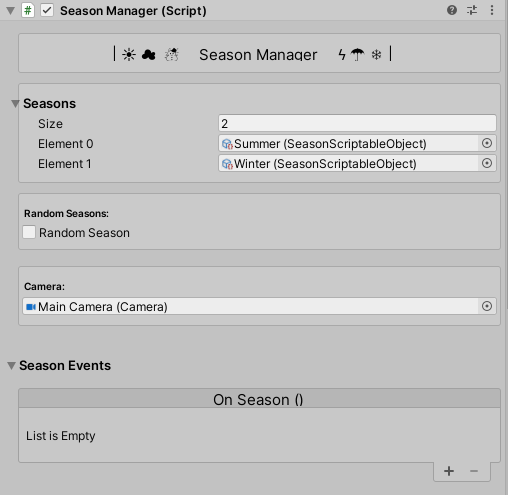 Season Manager (Script)
| ☀ ☁ ☃ Season Manager ϟ ☂ ❄ |
Seasons
Size 2
Element 0 Summer (SeasonScriptableObject)
Element 1 Winter (SeasonScriptableObject)
Random Seasons:
Random Season
Camera:
Main Camera (Camera)
Season Events
On Season ()
List is Empty